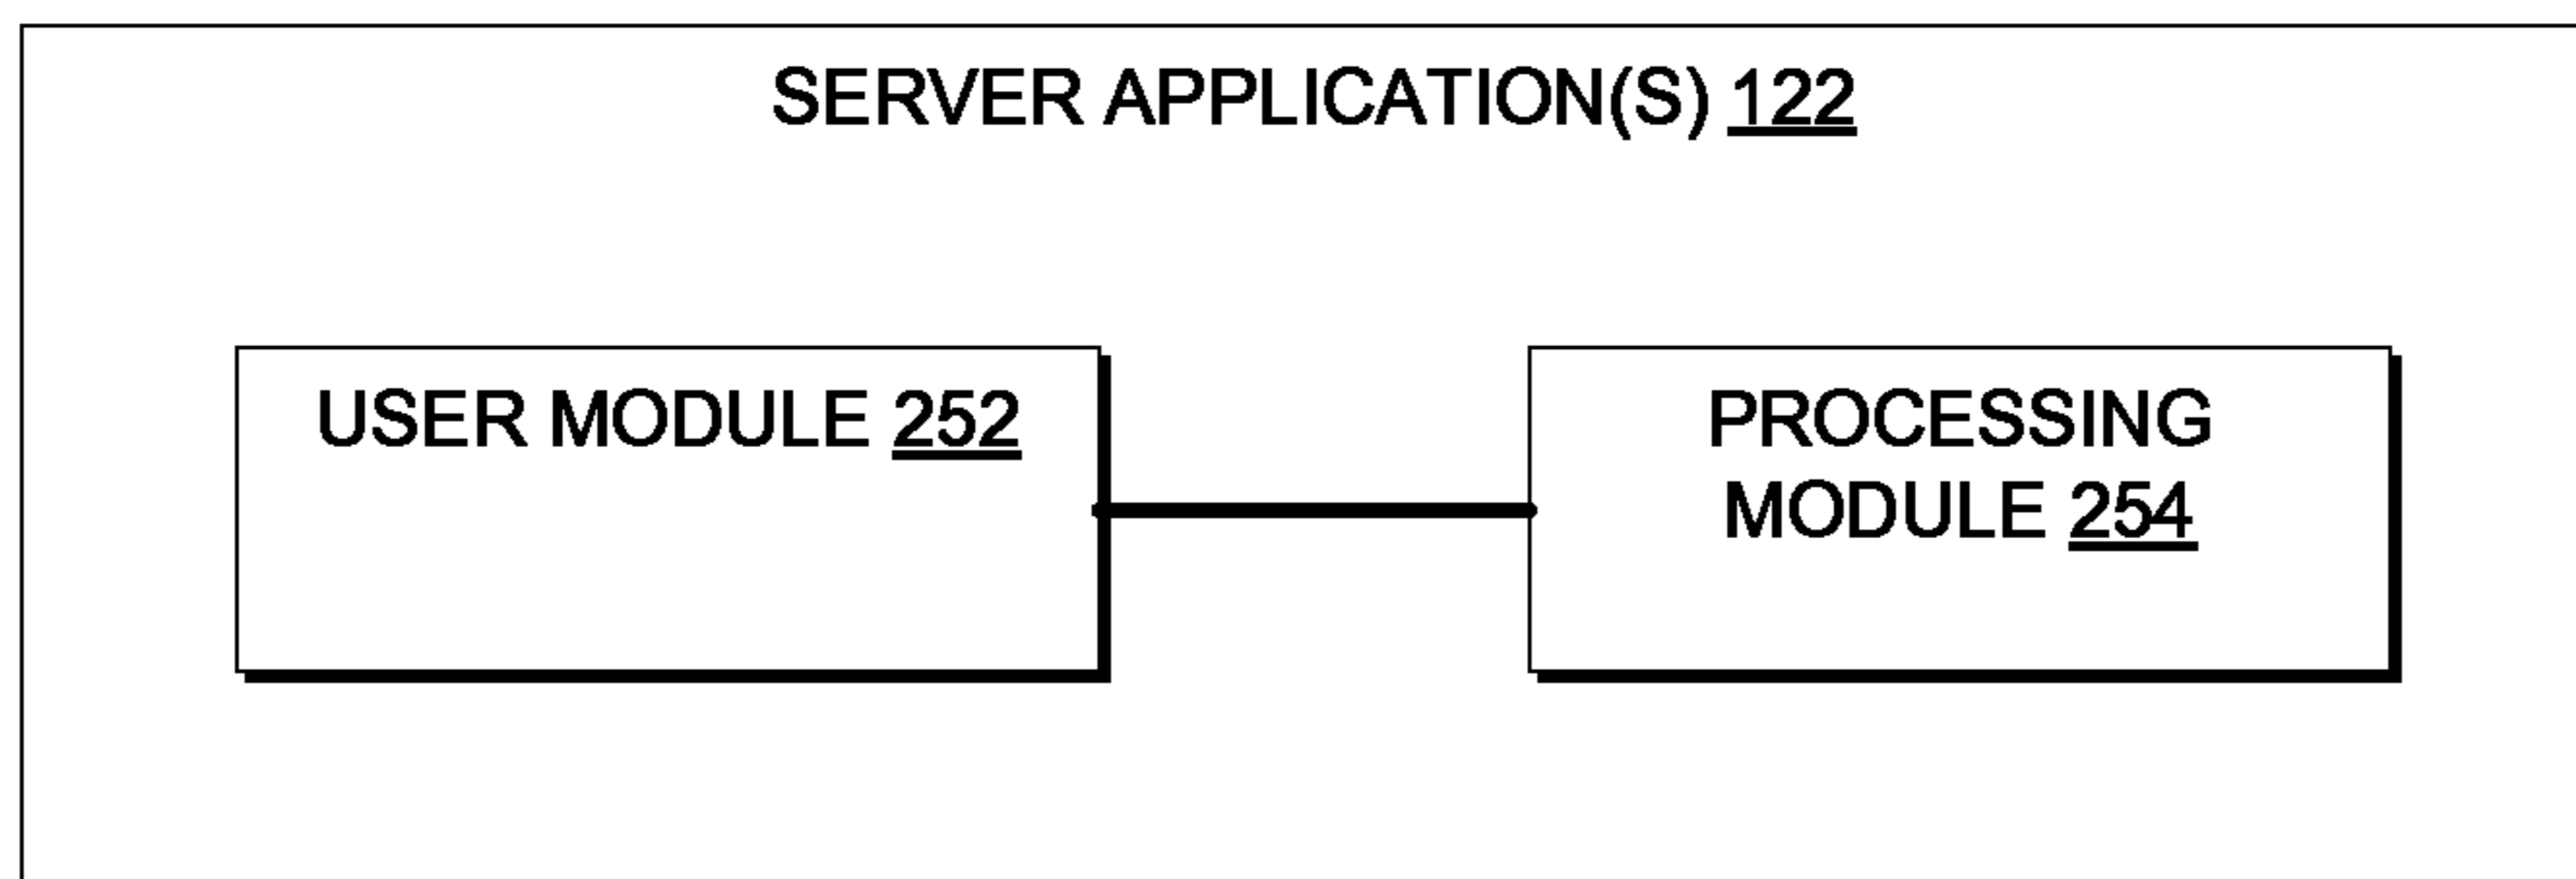 SERVER APPLICATION(S) 122
USER MODULE 252
PROCESSING
MODULE 254